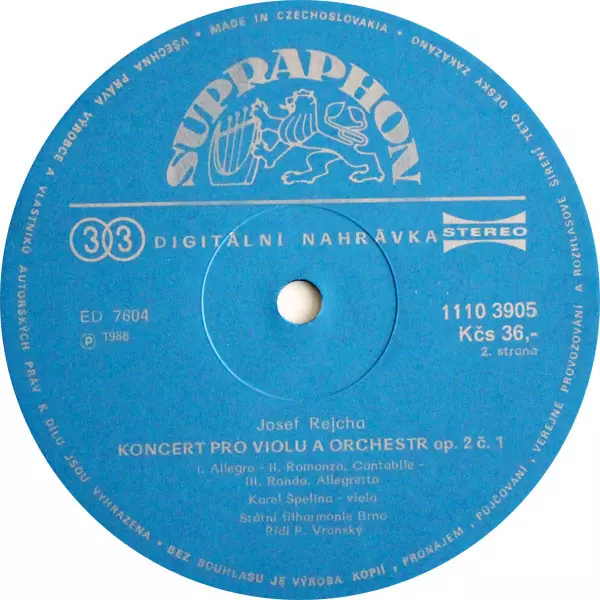 MADE IN CZECHOSLOVAKIA • VŠECHNA PRÁVA VÝROBCE A VLASTNÍKŮ AUTORSKÝCH PRÁV K DÍLU JSOU VYHRAZENA • BEZ SOUHLASU JE VÝROBA KOPIÍ, PRONÁJEM, PŮJČOVÁNÍ, VEŘEJNÉ PROVOZOVÁNÍ A ROZHLASOVÉ ŠÍŘENÍ TÉTO DESKY ZAKÁZÁNO •
SUPRAPHON
33 DIGITÁLNÍ NAHRÁVKA STEREO
ED 7604
1110 3905
Ⓟ 1986
Kčs 36,-
2. strana
Josef Rejcha
KONCERT PRO VIOLU A ORCHESTR op. 2 č. 1
I. Allegro - II. Romanza. Cantabile -
III. Rondo. Allegretto
Karel Špelina - viola
Státní filharmonie Brno
Řídí P. Vronský